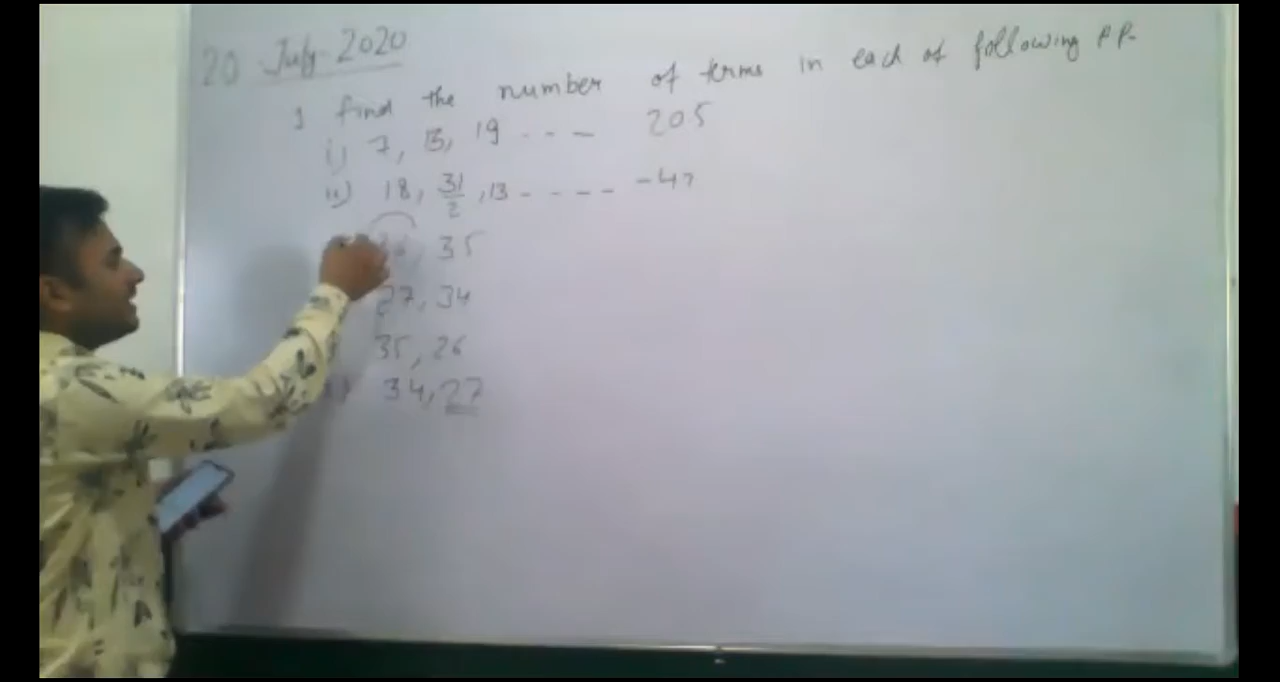 20 July 2020
1 find the number of terms in each of following PP.
i) 7, 13, 19 - - - 205
ii) 18, 31/2, 13 - - - - - -47
, 35
27, 34
35, 26
34, 27